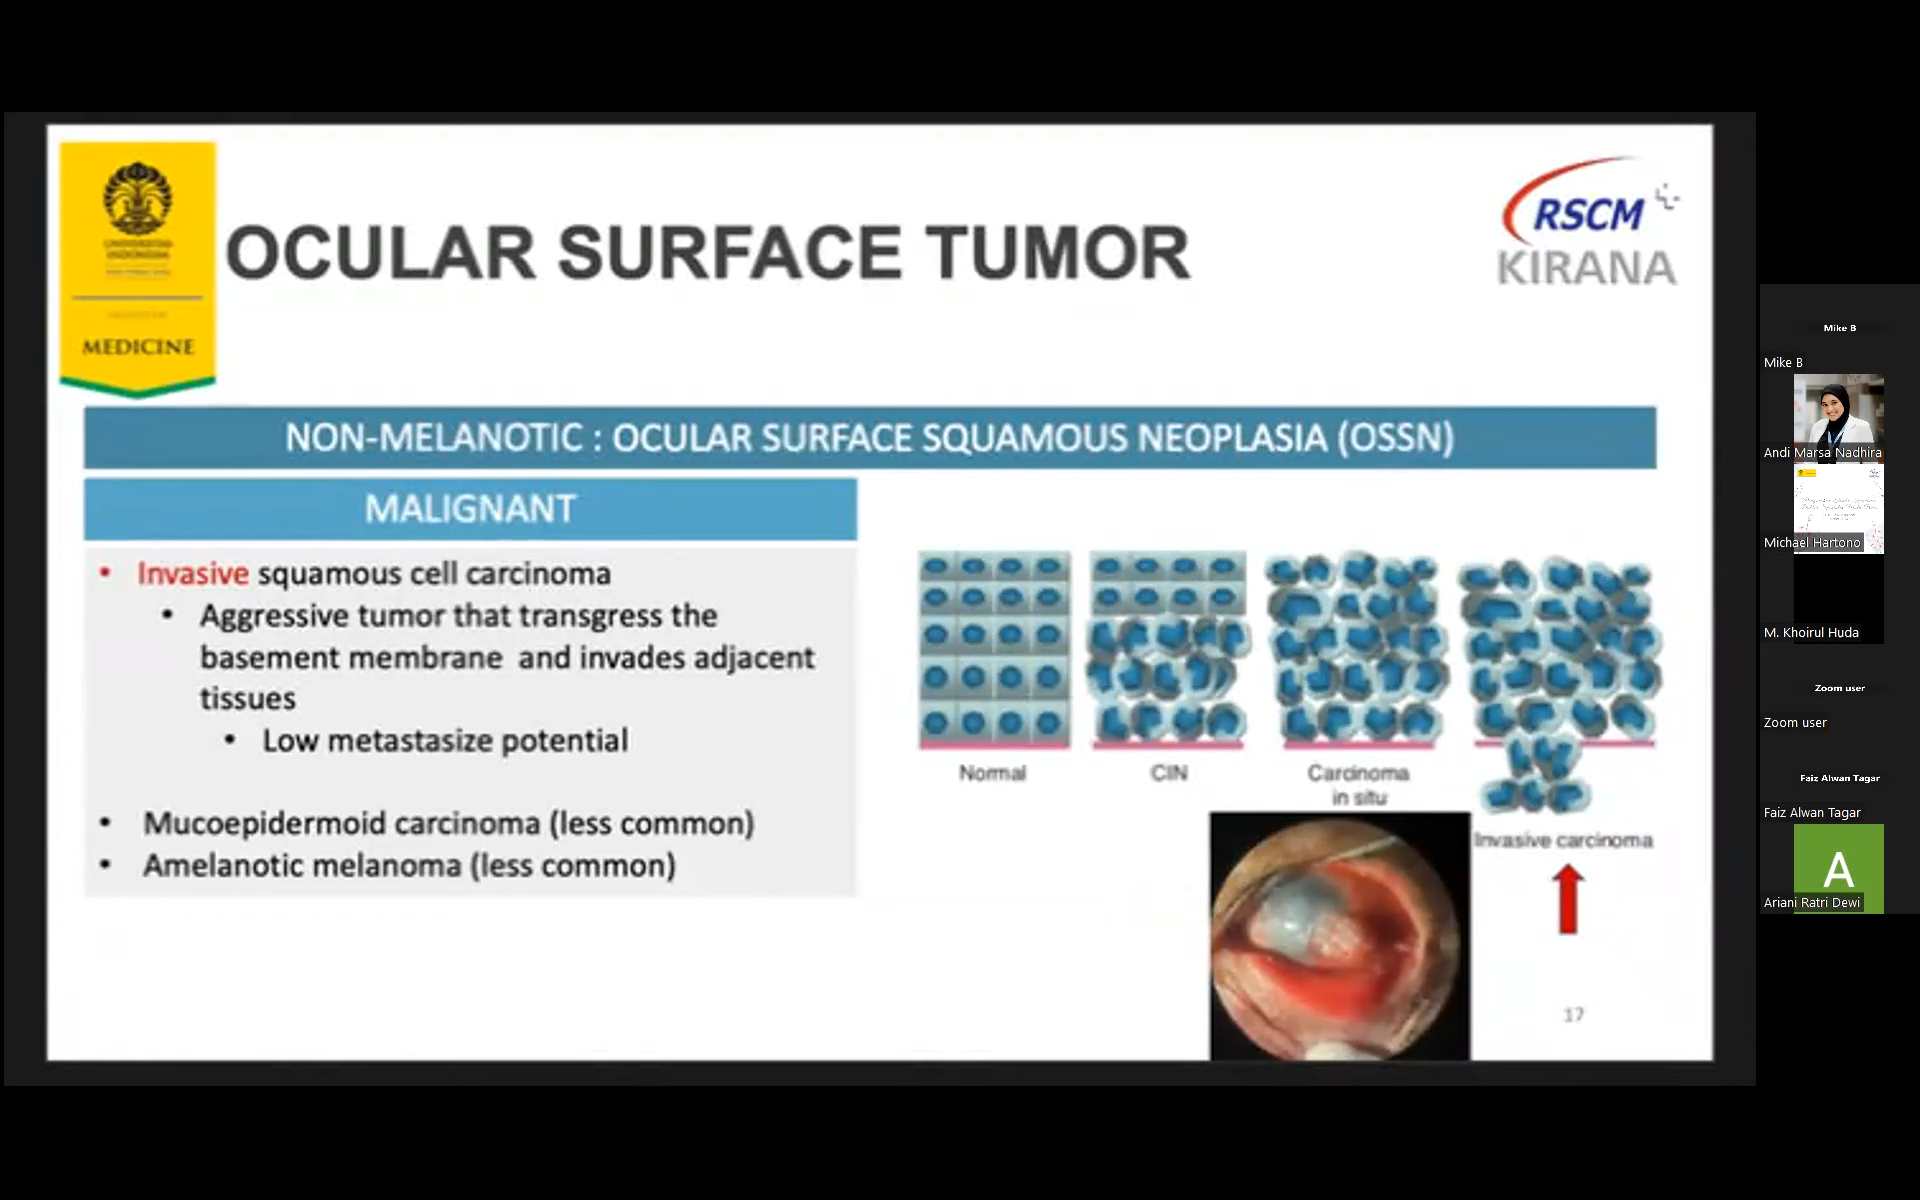 UNIVERSITAS
INDONESIA
MEDICINE
OCULAR SURFACE TUMOR
RSCM
KIRANA
NON-MELANOTIC : OCULAR SURFACE SQUAMOUS NEOPLASIA (OSSN)
MALIGNANT
• Invasive squamous cell carcinoma
• Aggressive tumor that transgress the
basement membrane and invades adjacent
tissues
• Low metastasize potential
• Mucoepidermoid carcinoma (less common)
• Amelanotic melanoma (less common)
Normal
CIN
Carcinoma
in situ
Invasive carcinoma
17
Mike B
Mike B
Andi Marsa Nadhira
Michael Hartono
M. Khoirul Huda
Zoom user
Zoom user
Faiz Alwan Tagar
Faiz Alwan Tagar
A
Ariani Ratri Dewi